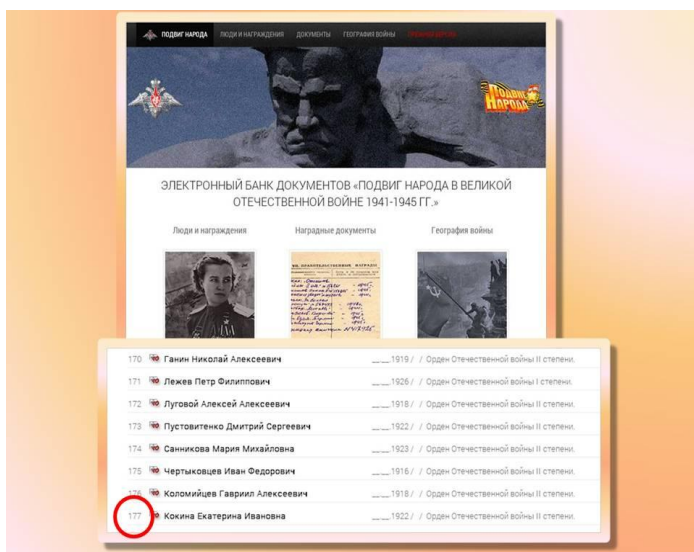 ПОДВИГ НАРОДА ЛЮДИ И НАГРАЖДЕНИЯ ДОКУМЕНТЫ ГЕОГРАФИЯ ВОЙНЫ
ПОДВИГ НАРОДА
ЭЛЕКТРОННЫЙ БАНК ДОКУМЕНТОВ «ПОДВИГ НАРОДА В ВЕЛИКОЙ
ОТЕЧЕСТВЕННОЙ ВОЙНЕ 1941-1945 ГГ.»
Люди и награждения Наградные документы География войны
170 Ганин Николай Алексеевич __.__.1919 / / Орден Отечественной войны II степени.
171 Лежев Петр Филиппович __.__.1926 / / Орден Отечественной войны I степени.
172 Луговой Алексей Алексеевич __.__.1918 / / Орден Отечественной войны II степени.
173 Пустовитенко Дмитрий Сергеевич __.__.1922 / / Орден Отечественной войны II степени.
174 Санникова Мария Михайловна __.__.1923 / / Орден Отечественной войны II степени.
175 Чертыковцев Иван Федорович __.__.1916 / / Орден Отечественной войны II степени.
176 Коломийцев Гавриил Алексеевич __.__.1918 / / Орден Отечественной войны II степени.
177 Кокина Екатерина Ивановна __.__.1922 / / Орден Отечественной войны II степени.